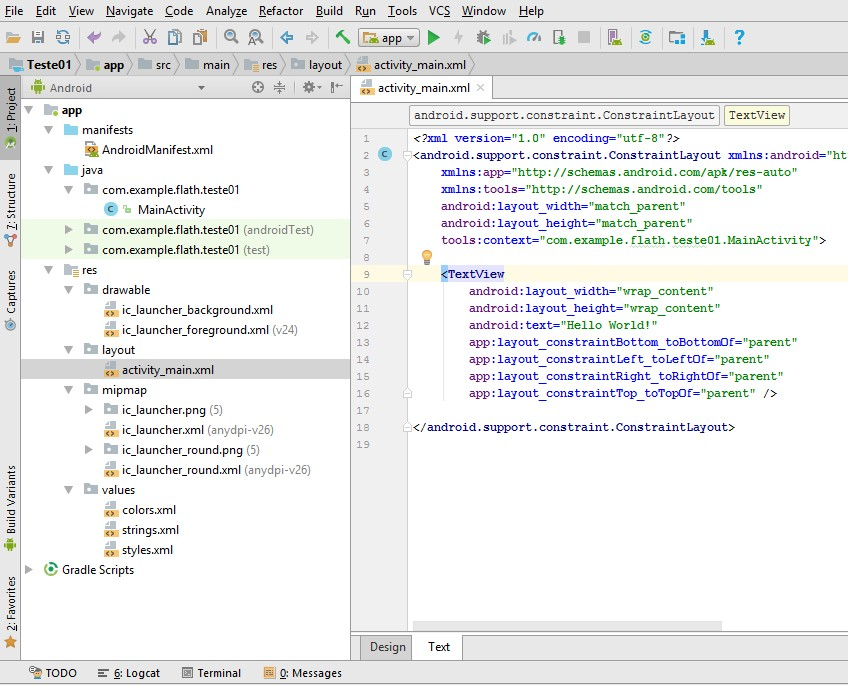 File Edit View Navigate Code Analyze Refactor Build Run Tools VCS Window Help
app
Teste01 app src main res layout activity_main.xml
Android
activity_main.xml
1: Project
7: Structure
Captures
Build Variants
2: Favorites
app
manifests
AndroidManifest.xml
java
com.example.flath.teste01
C MainActivity
com.example.flath.teste01 (androidTest)
com.example.flath.teste01 (test)
res
drawable
ic_launcher_background.xml
ic_launcher_foreground.xml (v24)
layout
activity_main.xml
mipmap
ic_launcher.png (5)
ic_launcher.xml (anydpi-v26)
ic_launcher_round.png (5)
ic_launcher_round.xml (anydpi-v26)
values
colors.xml
strings.xml
styles.xml
Gradle Scripts
android.support.constraint.ConstraintLayout TextView
1 <?xml version="1.0" encoding="utf-8"?>
2 C <android.support.constraint.ConstraintLayout xmlns:android="ht
3 xmlns:app="http://schemas.android.com/apk/res-auto"
4 xmlns:tools="http://schemas.android.com/tools"
5 android:layout_width="match_parent"
6 android:layout_height="match_parent"
7 tools:context="com.example.flath.teste01.MainActivity">
8
9 <TextView
10 android:layout_width="wrap_content"
11 android:layout_height="wrap_content"
12 android:text="Hello World!"
13 app:layout_constraintBottom_toBottomOf="parent"
14 app:layout_constraintLeft_toLeftOf="parent"
15 app:layout_constraintRight_toRightOf="parent"
16 app:layout_constraintTop_toTopOf="parent" />
17
18 </android.support.constraint.ConstraintLayout>
19
Design Text
TODO 6: Logcat Terminal 0: Messages